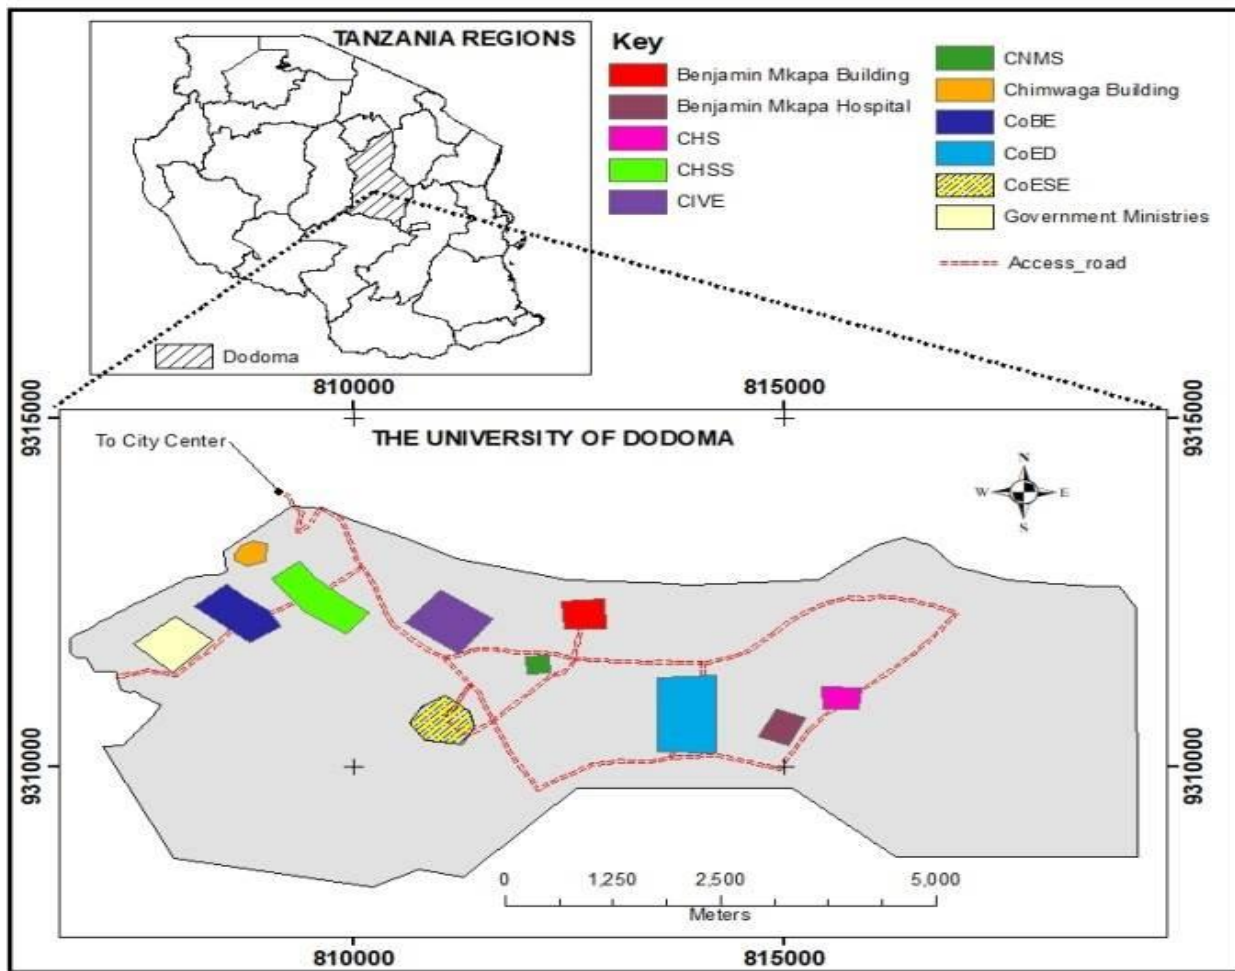 TANZANIA REGIONS
Dodoma
Key
Benjamin Mkapa Building
Benjamin Mkapa Hospital
CHS
CHSS
CIVE
CNMS
Chimwaga Building
CoBE
CoED
CoESE
Government Ministries
Access_road
810000
815000
9315000
9315000
To City Center
THE UNIVERSITY OF DODOMA
N
W
E
S
9310000
9310000
0
1,250
2,500
5,000
Meters
810000
815000